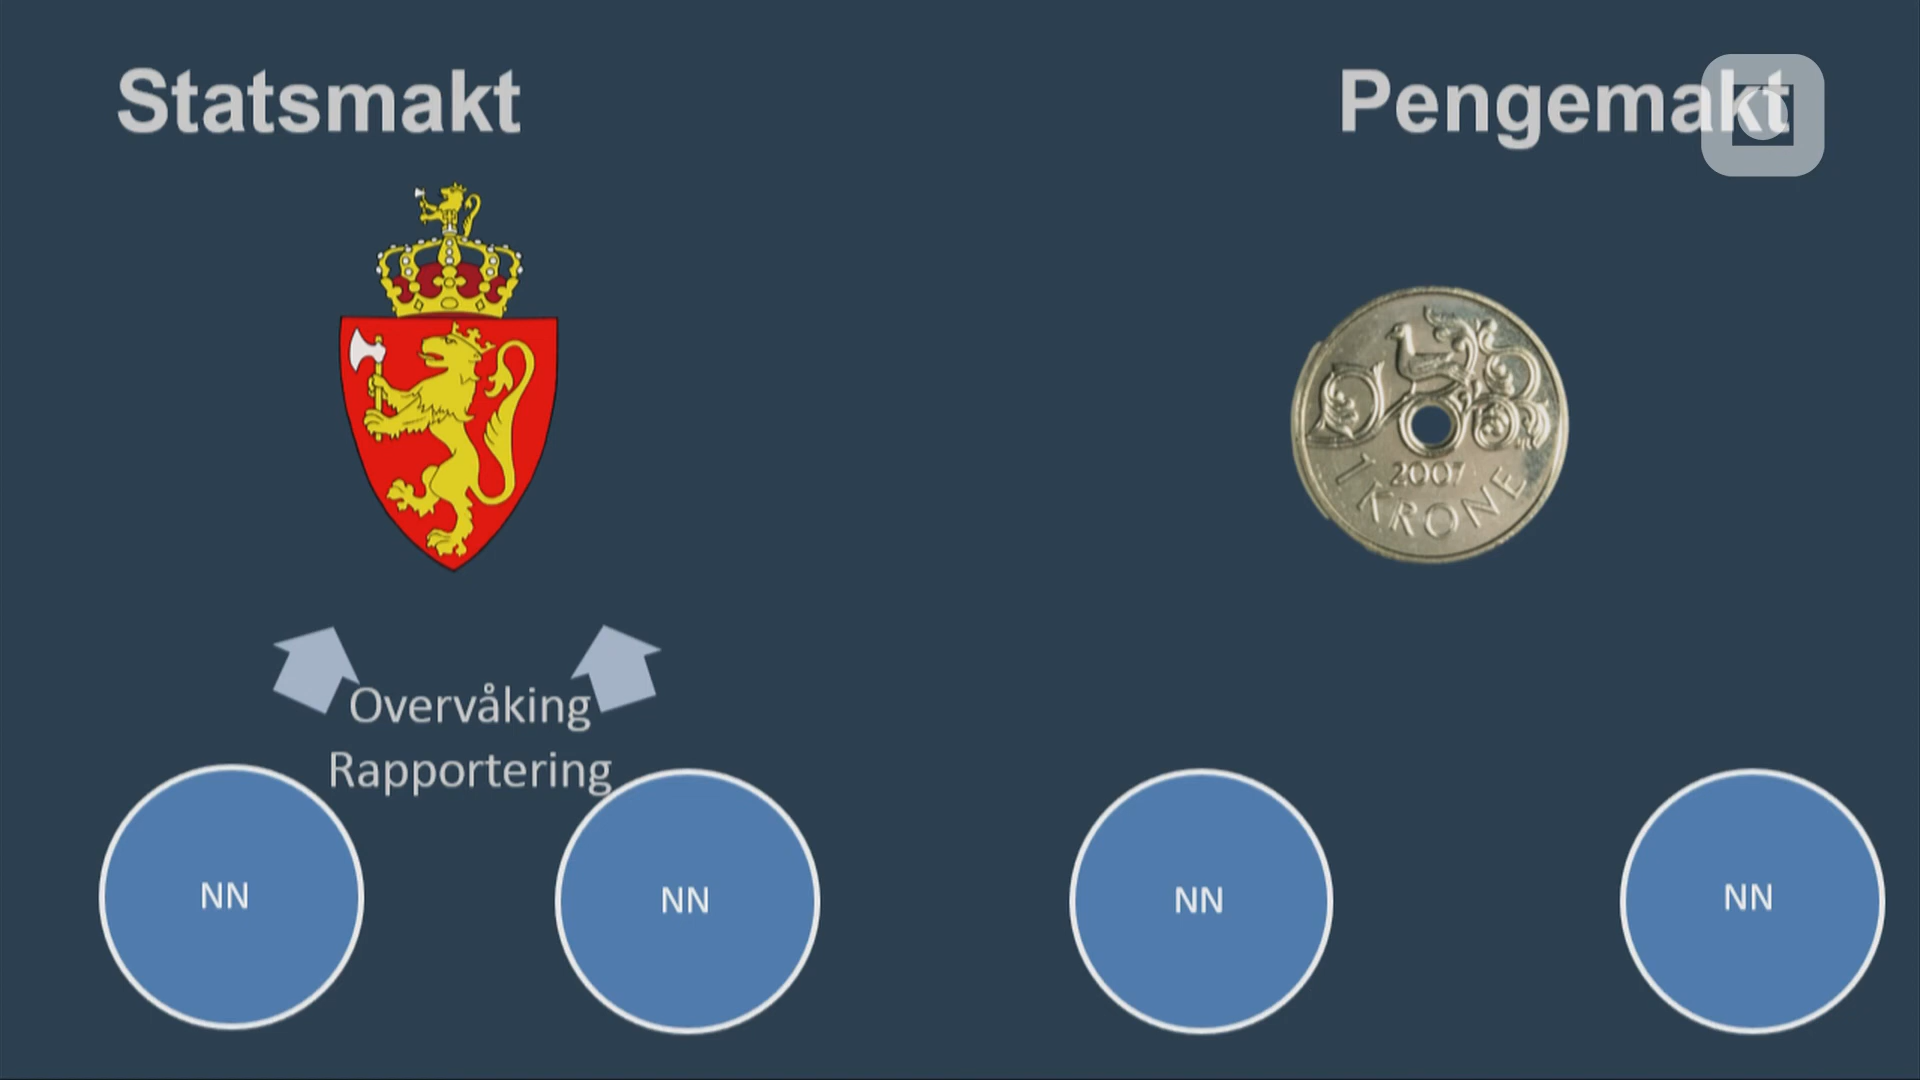 Statsmakt
Pengemakt
2007
1 KRONE
Overvåking
Rapportering
NN
NN
NN
NN